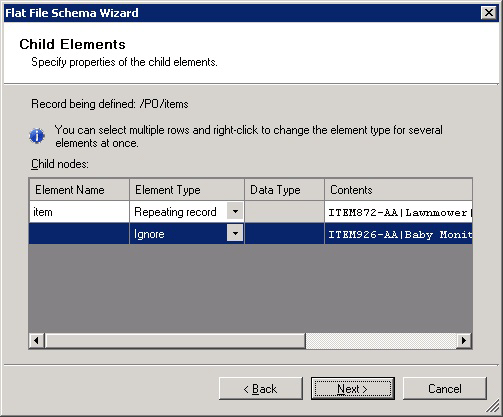 Flat File Schema Wizard
Child Elements
Specify properties of the child elements.
Record being defined: /PO/items
You can select multiple rows and right-click to change the element type for several
elements at once.
Child nodes:
Element Name Element Type Data Type Contents
item Repeating record ITEM872-AA|Lawnmower|
Ignore ITEM926-AA|Baby Monit
< Back Next > Cancel